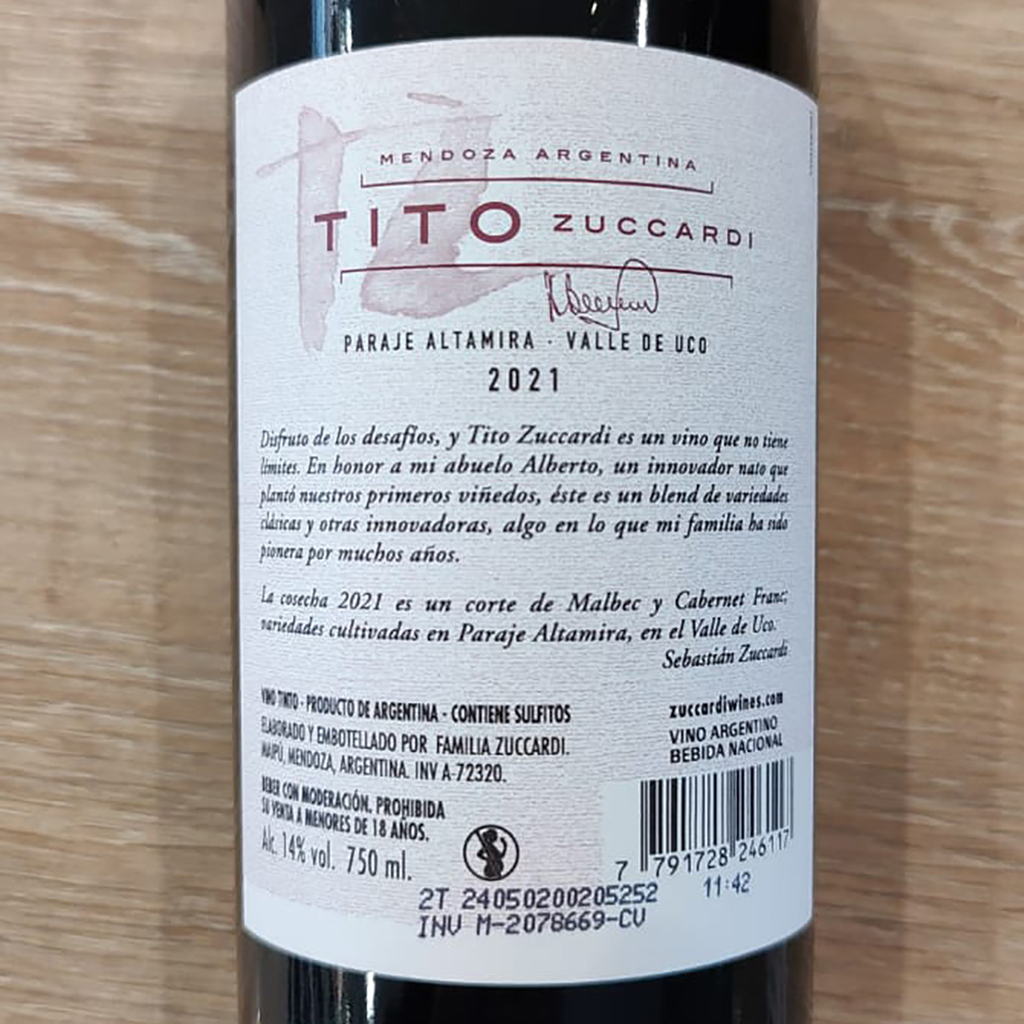 MENDOZA ARGENTINA
TITO ZUCCARDI
PARAJE ALTAMIRA · VALLE DE UCO
2021
Disfruto de los desafíos, y Tito Zuccardi es un vino que no tiene
límites. En honor a mi abuelo Alberto, un innovador nato que
plantó nuestros primeros viñedos, éste es un blend de variedades
clásicas y otras innovadoras, algo en lo que mi familia ha sido
pionera por muchos años.
La cosecha 2021 es un corte de Malbec y Cabernet Franc;
variedades cultivadas en Paraje Altamira, en el Valle de Uco.
Sebastián Zuccardi
VINO TINTO - PRODUCTO DE ARGENTINA - CONTIENE SULFITOS
ELABORADO Y EMBOTELLADO POR FAMILIA ZUCCARDI.
MAIPÚ, MENDOZA, ARGENTINA. INV A-72320.
BEBER CON MODERACIÓN. PROHIBIDA
SU VENTA A MENORES DE 18 AÑOS.
Alc. 14% vol. 750 ml.
zuccardiwines.com
VINO ARGENTINO
BEBIDA NACIONAL
7 791728 246117
2T 24050200205252 11:42
INV M-2078669-CV